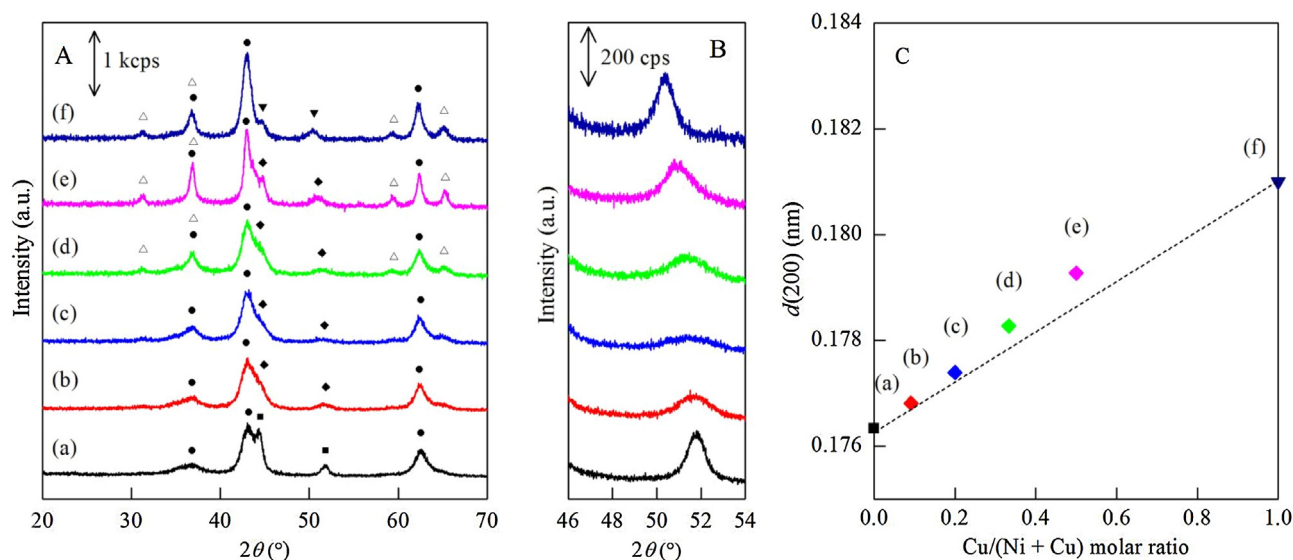 A
1 kcps
(f)
(e)
(d)
(c)
(b)
(a)
Intensity (a.u.)
20 30 40 50 60 70
2θ (°)
B
200 cps
Intensity (a.u.)
46 48 50 52 54
2θ (°)
C
0.184
0.182
0.180
0.178
0.176
d(200) (nm)
(f)
(e)
(d)
(c)
(b)
(a)
0.0 0.2 0.4 0.6 0.8 1.0
Cu/(Ni + Cu) molar ratio